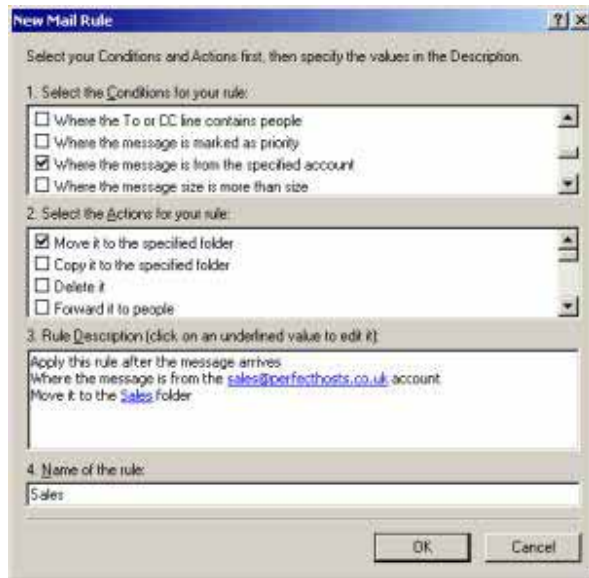 New Mail Rule
Select your Conditions and Actions first, then specify the values in the Description.
1. Select the Conditions for your rule:
Where the To or CC line contains people
Where the message is marked as priority
Where the message is from the specified account
Where the message size is more than size
2. Select the Actions for your rule:
Move it to the specified folder
Copy it to the specified folder
Delete it
Forward it to people
3. Rule Description (click on an underlined value to edit it):
Apply this rule after the message arrives
Where the message is from the sales@perfecthosts.co.uk account
Move it to the Sales folder
4. Name of the rule:
Sales
OK Cancel